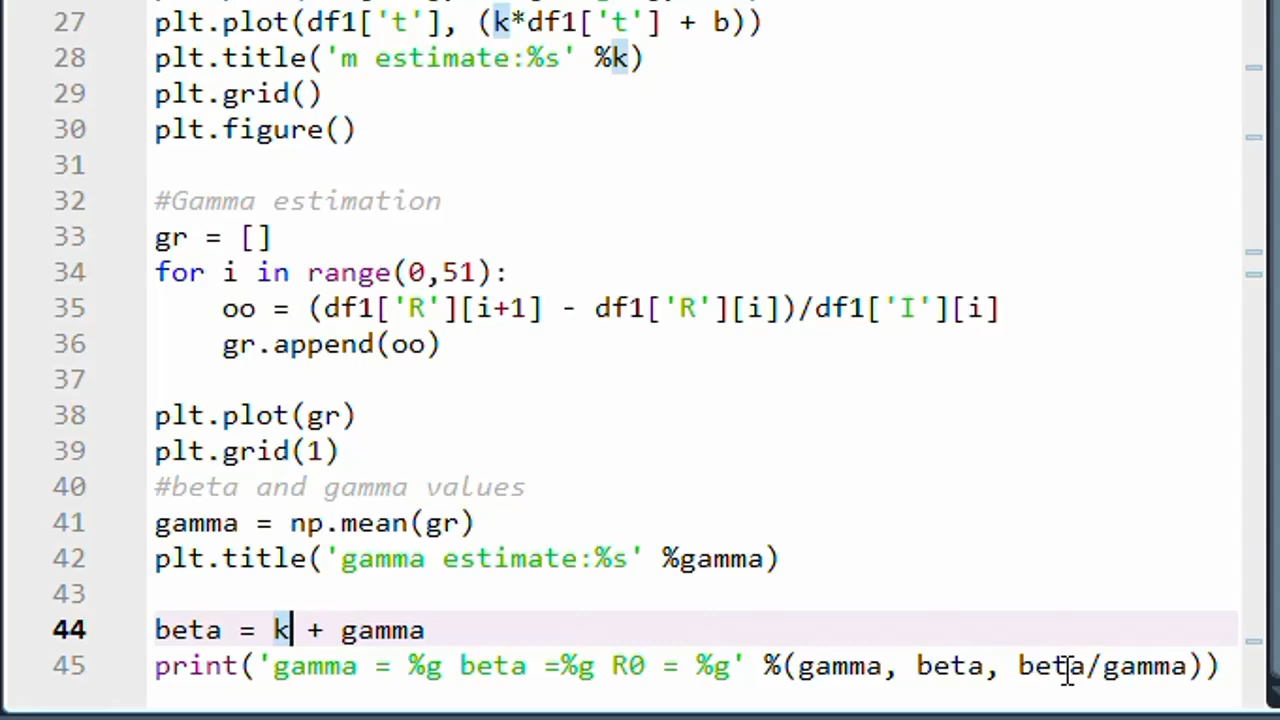 27 plt.plot(df1['t'], (k*df1['t'] + b))
28 plt.title('m estimate:%s' %k)
29 plt.grid()
30 plt.figure()
31
32 #Gamma estimation
33 gr = []
34 for i in range(0,51):
35     oo = (df1['R'][i+1] - df1['R'][i])/df1['I'][i]
36     gr.append(oo)
37
38 plt.plot(gr)
39 plt.grid(1)
40 #beta and gamma values
41 gamma = np.mean(gr)
42 plt.title('gamma estimate:%s' %gamma)
43
44 beta = k + gamma
45 print('gamma = %g beta =%g R0 = %g' %(gamma, beta, beta/gamma))